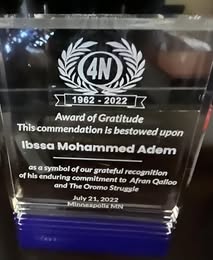 4N
1962 - 2022
Award of Gratitude
This commendation is bestowed upon
Ibssa Mohammed Adem
as a symbol of our grateful recognition
of his enduring commitment to Afran Qalloo
and The Oromo Struggle
July 21, 2022
Minneapolis MN